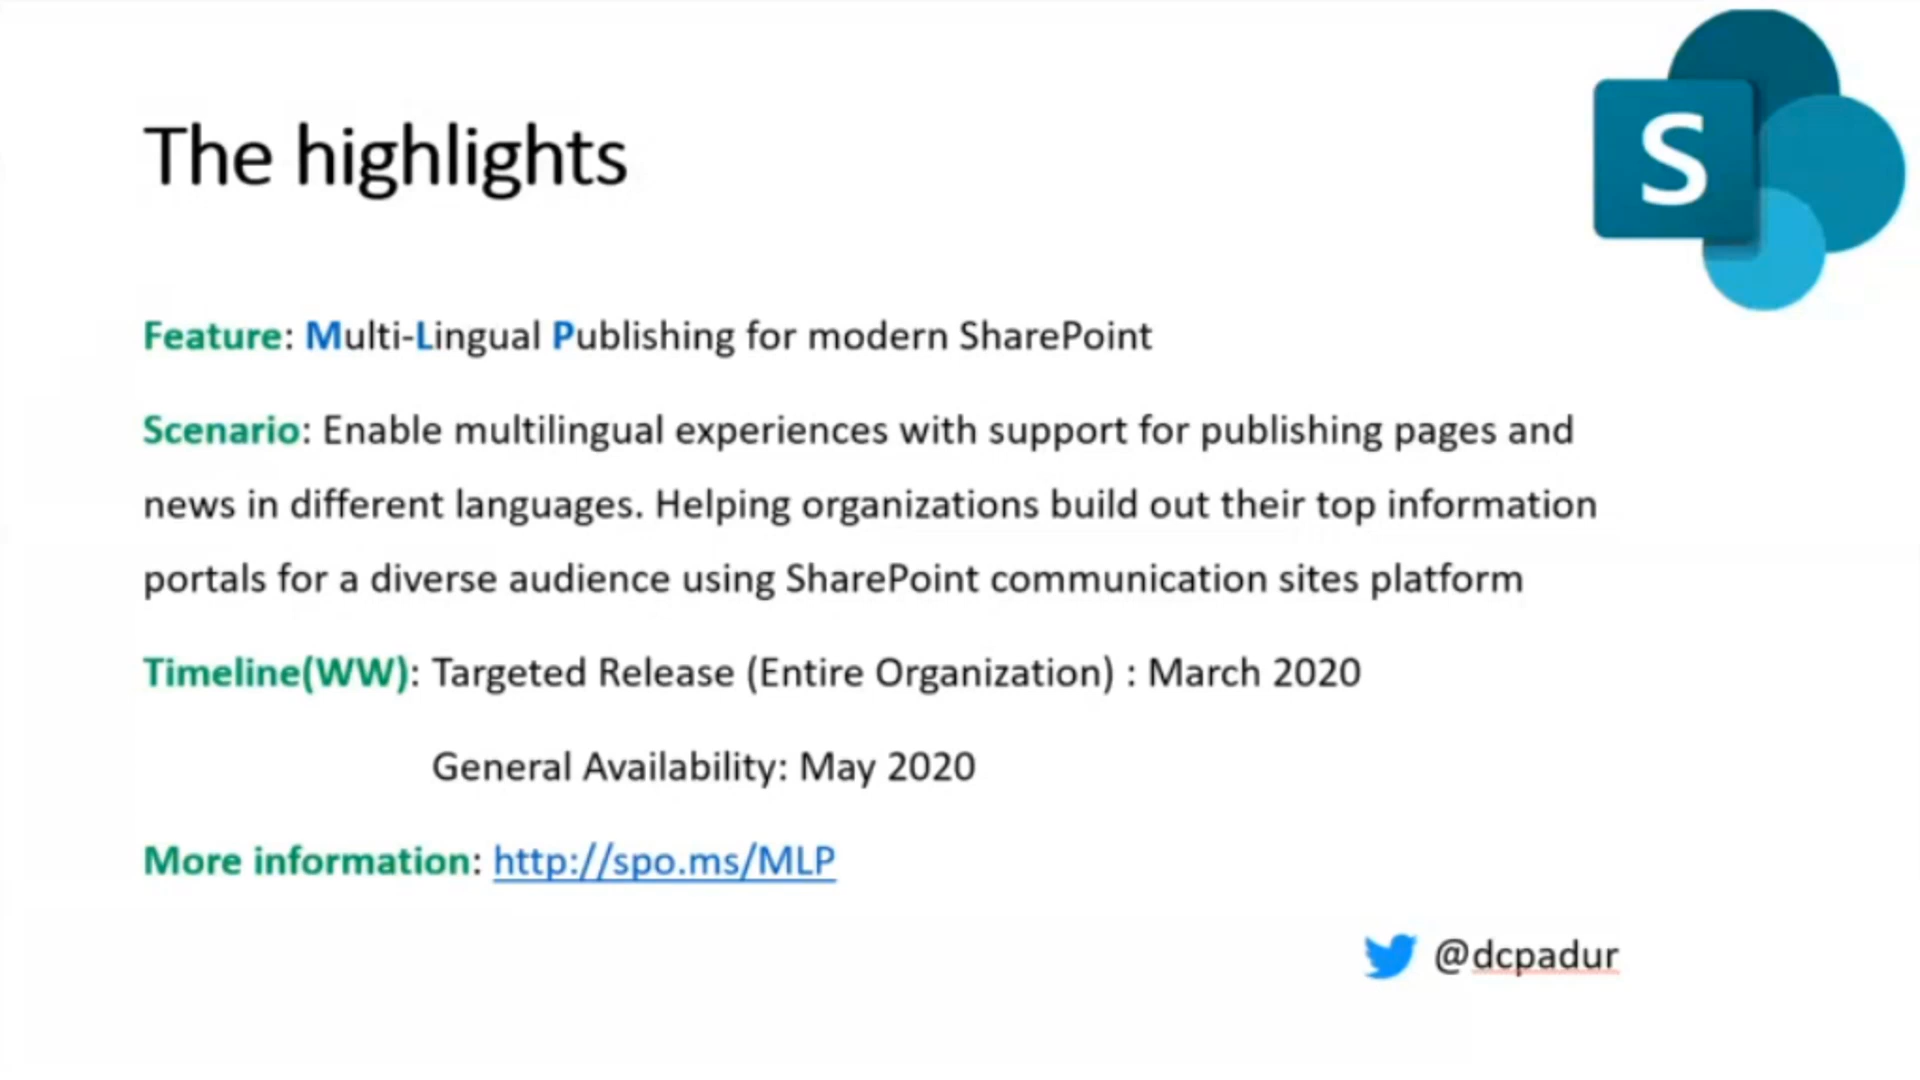 S
The highlights
Feature: Multi-Lingual Publishing for modern SharePoint
Scenario: Enable multilingual experiences with support for publishing pages and
news in different languages. Helping organizations build out their top information
portals for a diverse audience using SharePoint communication sites platform
Timeline(WW): Targeted Release (Entire Organization) : March 2020
General Availability: May 2020
More information: http://spo.ms/MLP
@dcpadur